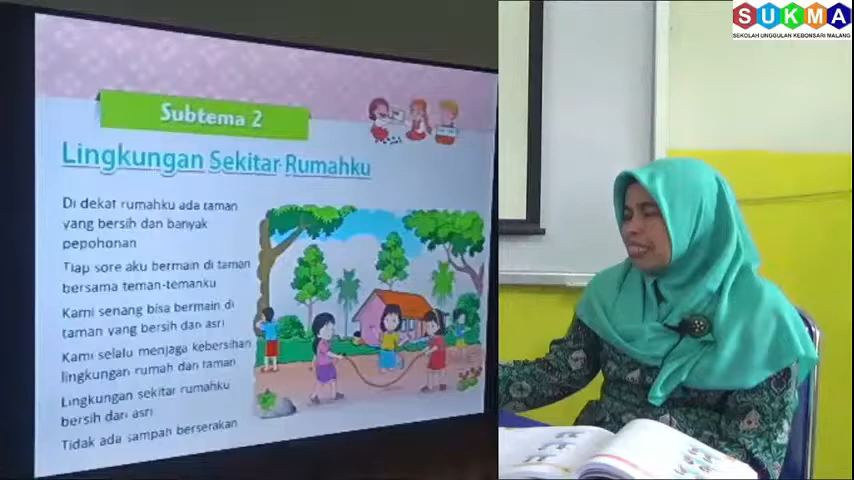 Subtema 2
Lingkungan Sekitar Rumahku
Di dekat rumahku ada taman
yang bersih dan banyak
pepohonan
Tiap sore aku bermain di taman
bersama teman-temanku
Kami senang bisa bermain di
taman yang bersih dan asri
Kami selalu menjaga kebersihan
lingkungan rumah dan taman
Lingkungan sekitar rumahku
bersih dan asri
Tidak ada sampah berserakan
SUKMA
SEKOLAH UNGGULAN KEBONSARI MALANG